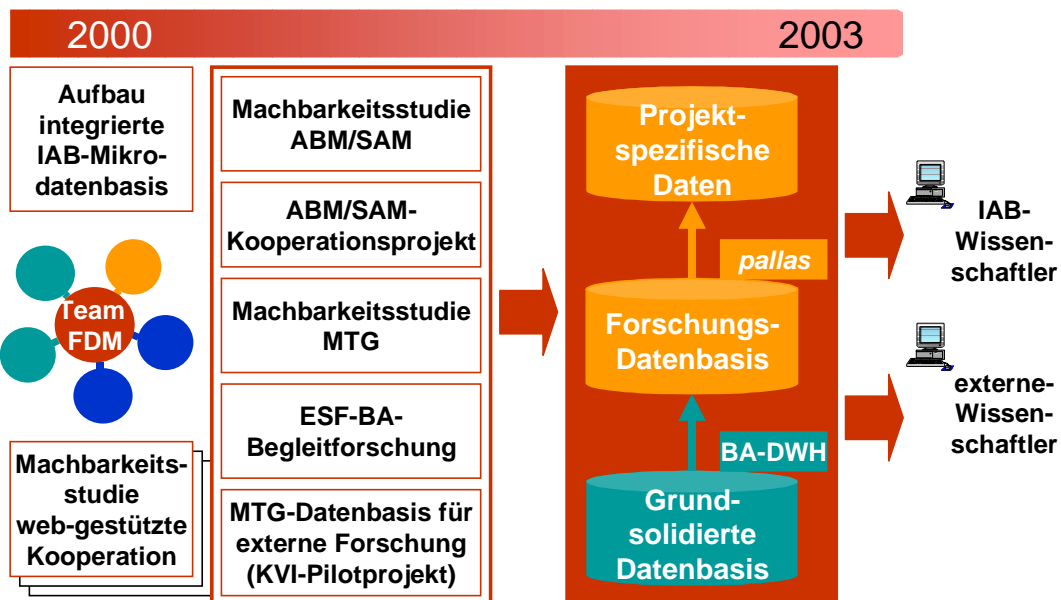 2000
2003
Aufbau
integrierte
IAB-Mikro-
datenbasis
Team
FDM
Machbarkeits-
studie
web-gestützte
Kooperation
Machbarkeitsstudie
ABM/SAM
ABM/SAM-
Kooperationsprojekt
Machbarkeitsstudie
MTG
ESF-BA-
Begleitforschung
MTG-Datenbasis für
externe Forschung
(KVI-Pilotprojekt)
Projekt-
spezifische
Daten
pallas
Forschungs-
Datenbasis
BA-DWH
Grund-
solidierte
Datenbasis
IAB-
Wissen-
schaftler
externe-
Wissen-
schaftler